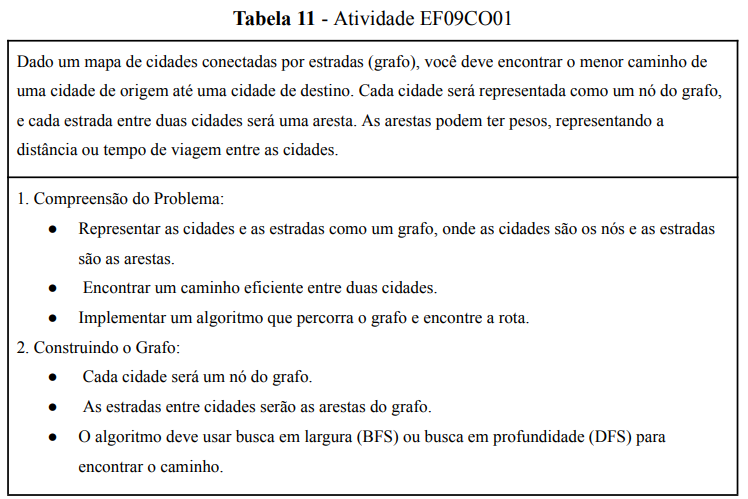 Tabela 11 - Atividade EF09CO01
Dado um mapa de cidades conectadas por estradas (grafo), você deve encontrar o menor caminho de
uma cidade de origem até uma cidade de destino. Cada cidade será representada como um nó do grafo,
e cada estrada entre duas cidades será uma aresta. As arestas podem ter pesos, representando a
distância ou tempo de viagem entre as cidades.
1. Compreensão do Problema:
● Representar as cidades e as estradas como um grafo, onde as cidades são os nós e as estradas
são as arestas.
● Encontrar um caminho eficiente entre duas cidades.
● Implementar um algoritmo que percorra o grafo e encontre a rota.
2. Construindo o Grafo:
● Cada cidade será um nó do grafo.
● As estradas entre cidades serão as arestas do grafo.
● O algoritmo deve usar busca em largura (BFS) ou busca em profundidade (DFS) para
encontrar o caminho.